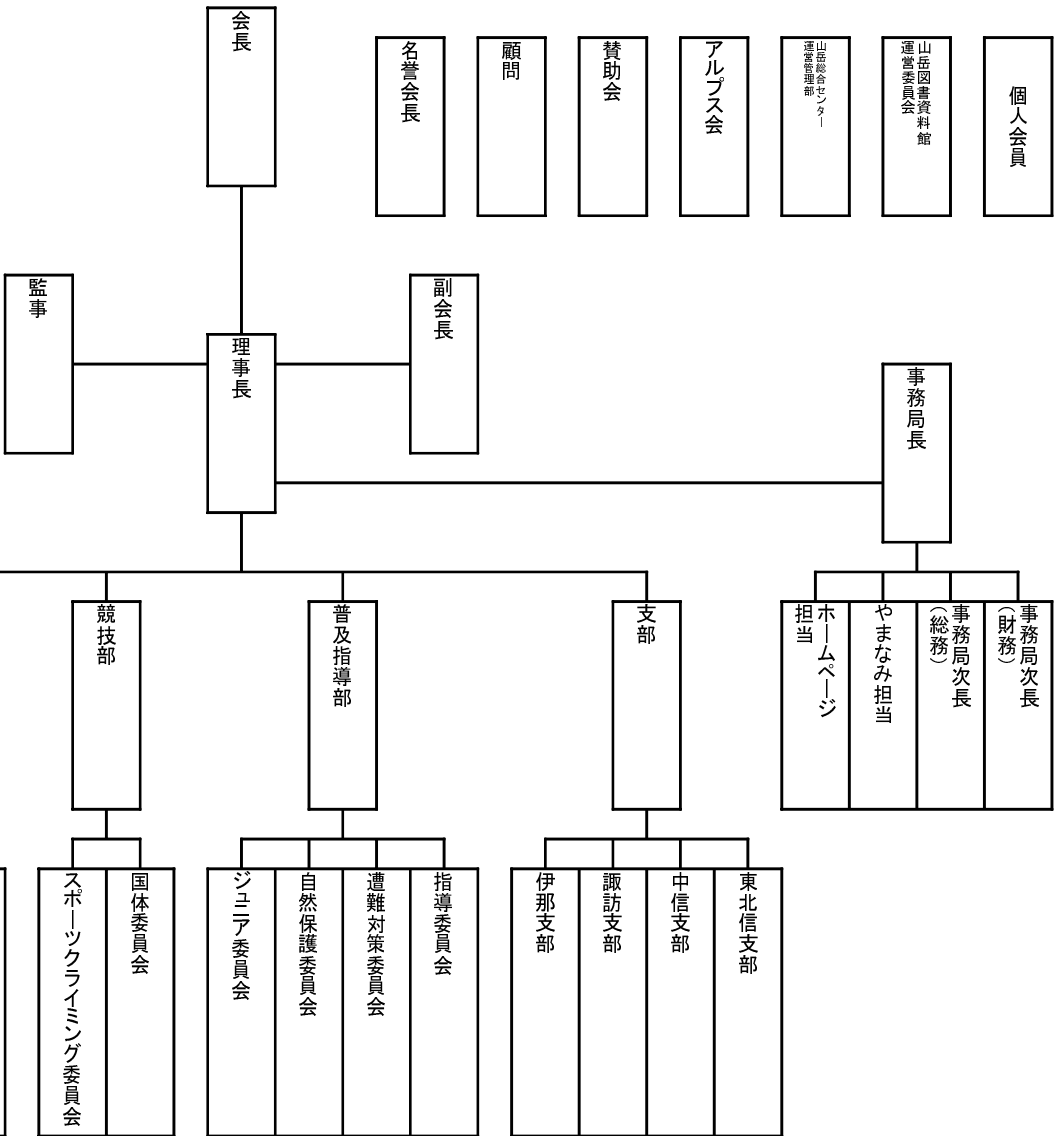 会長
名誉会長
顧問
賛助会
アルプス会
山岳総合センター
運営管理部
山岳図書資料館
運営委員会
個人会員
監事
理事長
副会長
事務局長
競技部
普及指導部
支部
ホームページ
担当
やまなみ担当
事務局次長
（総務）
事務局次長
（財務）
スポーツクライミング委員会
国体委員会
ジュニア委員会
自然保護委員会
遭難対策委員会
指導委員会
伊那支部
諏訪支部
中信支部
東北信支部